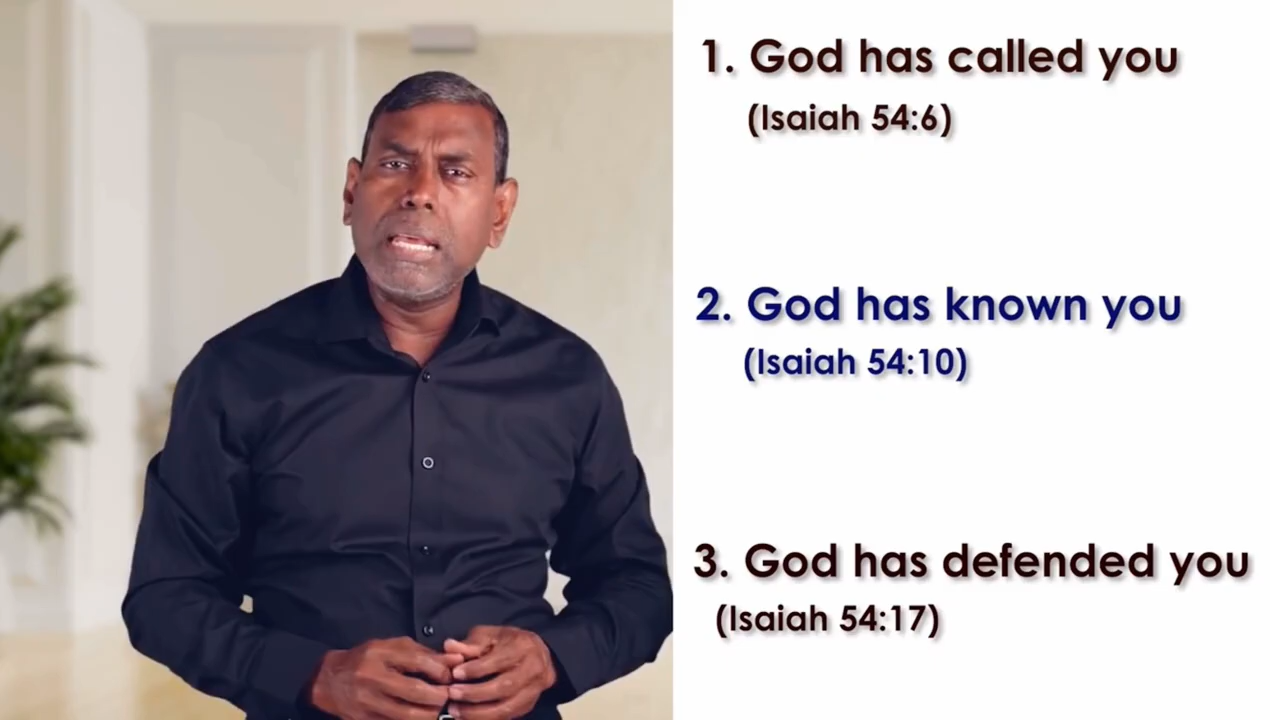 1. God has called you
(Isaiah 54:6)
2. God has known you
(Isaiah 54:10)
3. God has defended you
(Isaiah 54:17)